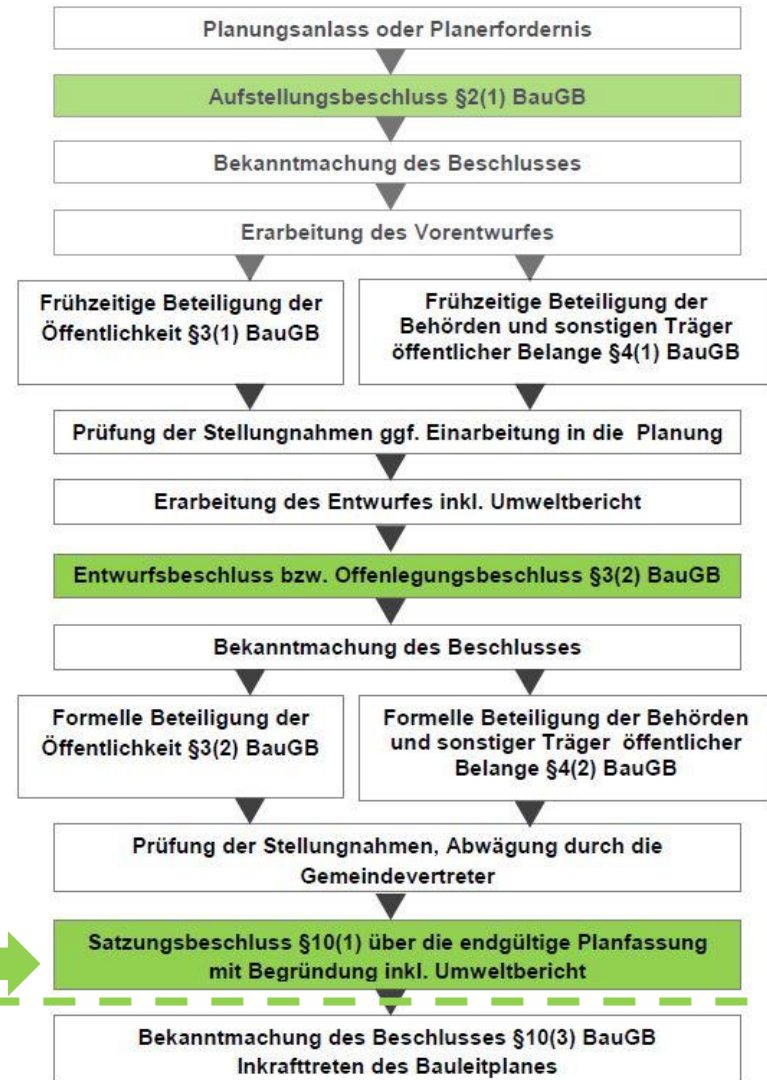 Planungsanlass oder Planerfordernis
Aufstellungsbeschluss §2(1) BauGB
Bekanntmachung des Beschlusses
Erarbeitung des Vorentwurfes
Frühzeitige Beteiligung der
Öffentlichkeit §3(1) BauGB
Frühzeitige Beteiligung der
Behörden und sonstigen Träger
öffentlicher Belange §4(1) BauGB
Prüfung der Stellungnahmen ggf. Einarbeitung in die Planung
Erarbeitung des Entwurfes inkl. Umweltbericht
Entwurfsbeschluss bzw. Offenlegungsbeschluss §3(2) BauGB
Bekanntmachung des Beschlusses
Formelle Beteiligung der
Öffentlichkeit §3(2) BauGB
Formelle Beteiligung der Behörden
und sonstiger Träger öffentlicher
Belange §4(2) BauGB
Prüfung der Stellungnahmen, Abwägung durch die
Gemeindevertreter
Satzungsbeschluss §10(1) über die endgültige Planfassung
mit Begründung inkl. Umweltbericht
Bekanntmachung des Beschlusses §10(3) BauGB
Inkrafttreten des Bauleitplanes